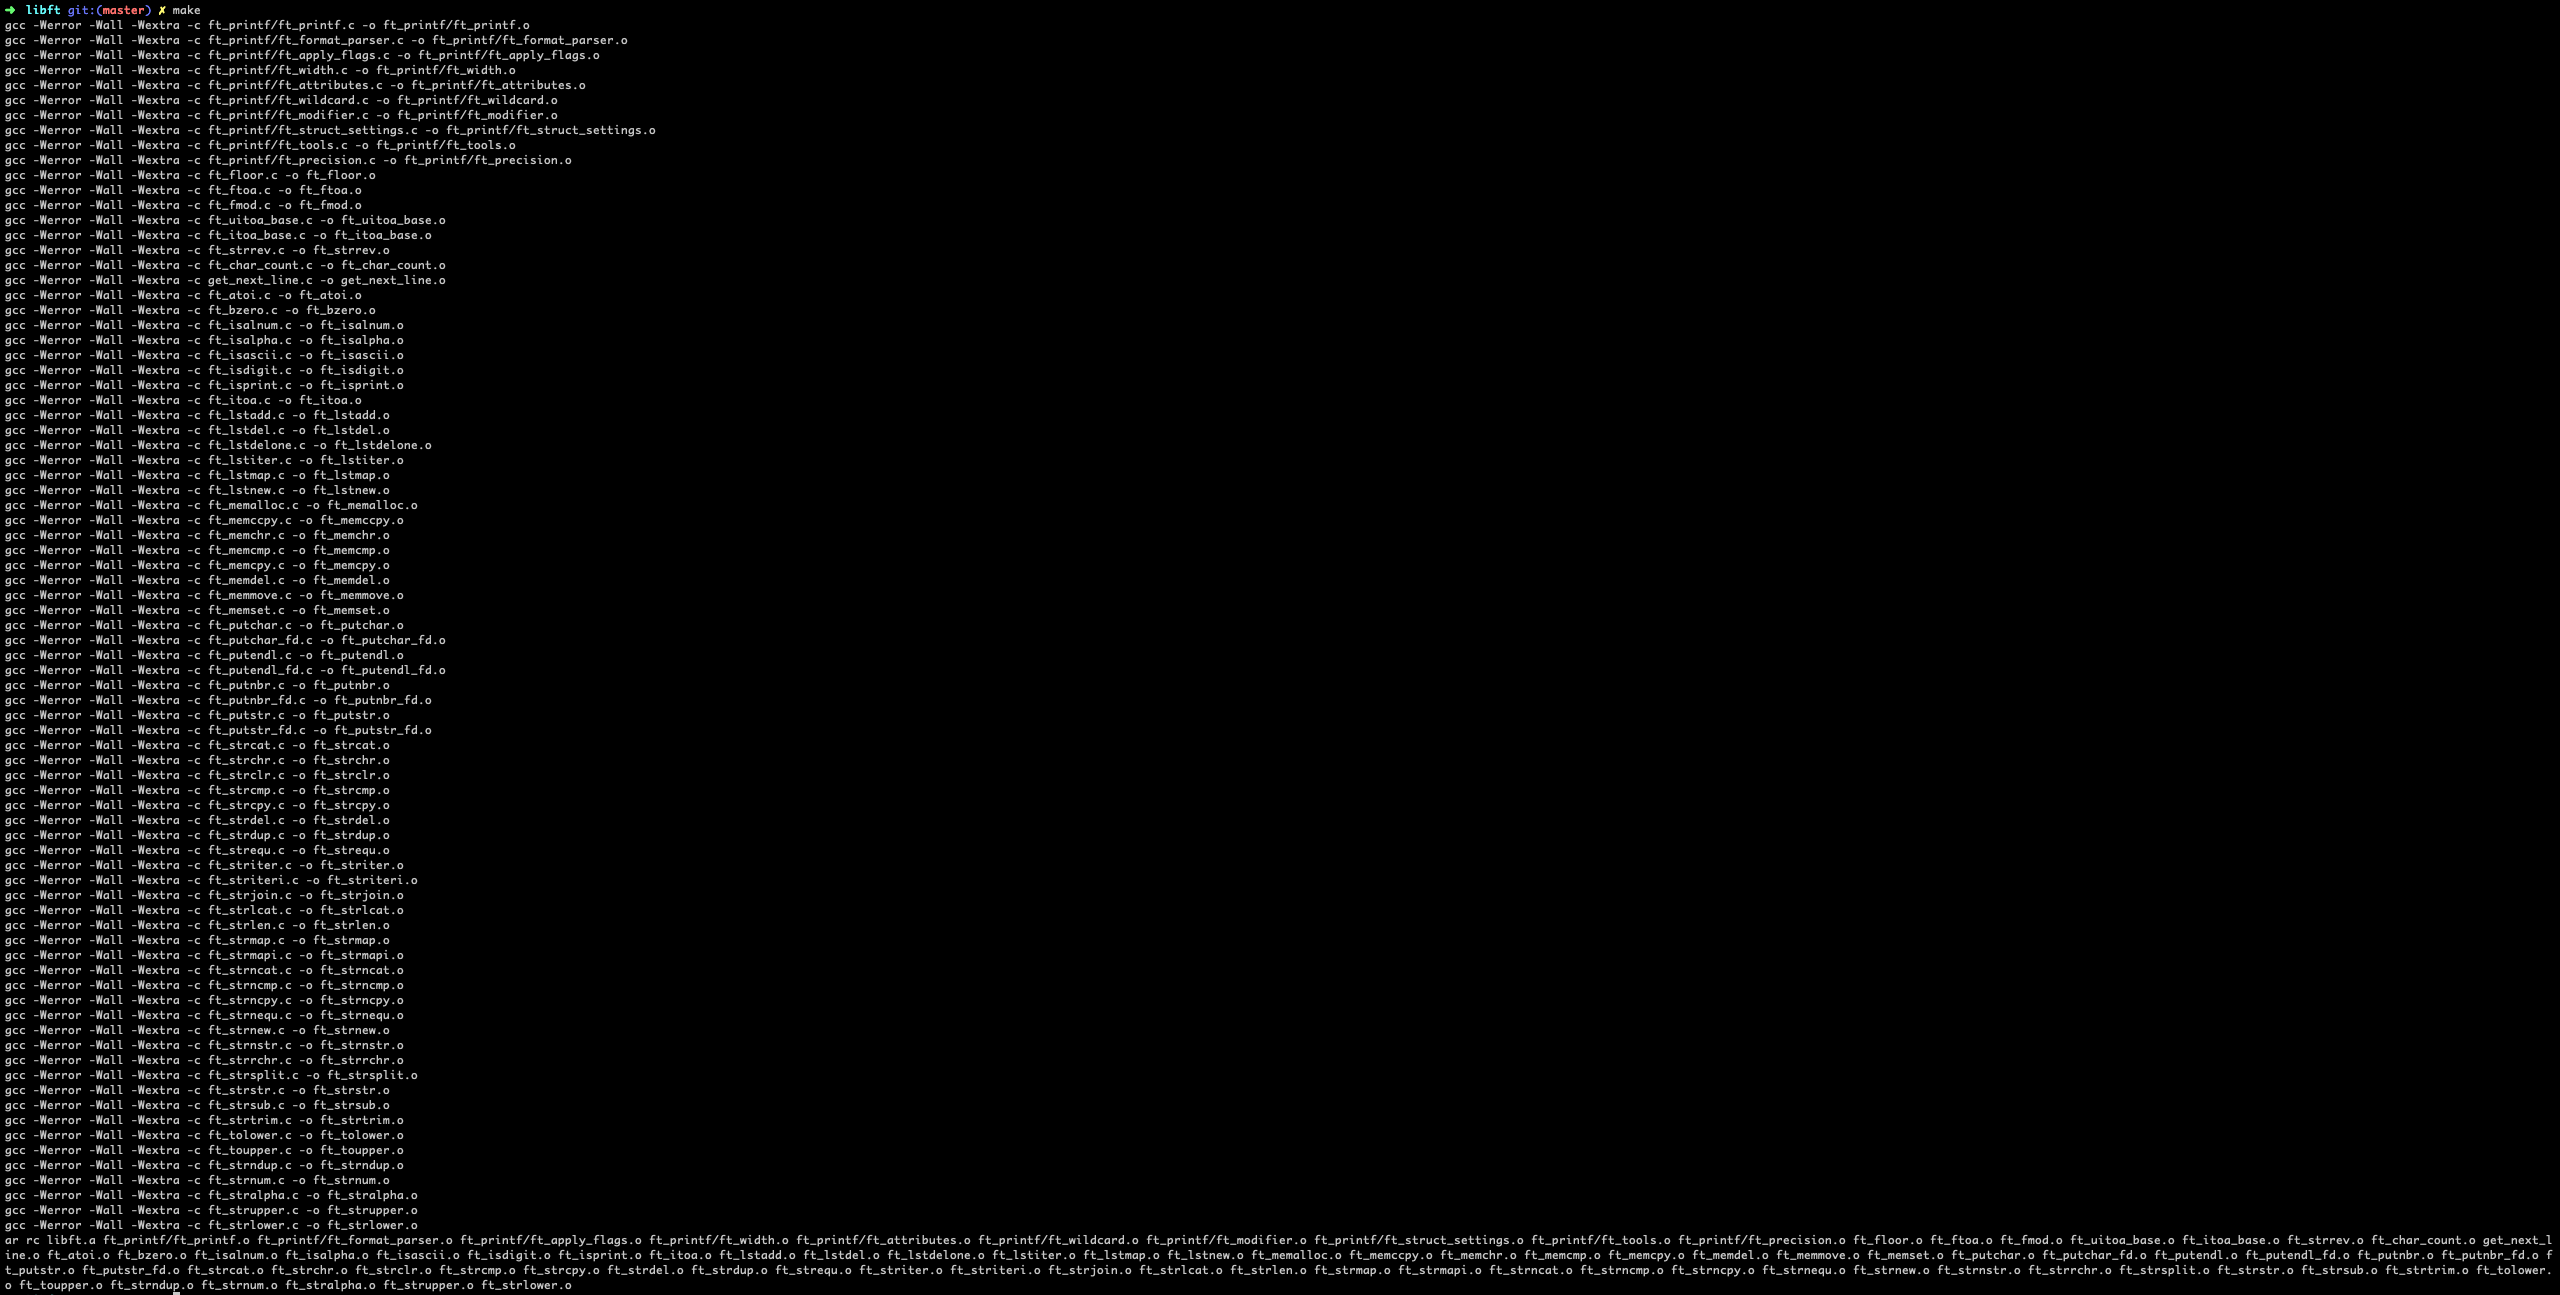 ➜ libft git:(master) ✗ make
gcc -Werror -Wall -Wextra -c ft_printf/ft_printf.c -o ft_printf/ft_printf.o
gcc -Werror -Wall -Wextra -c ft_printf/ft_format_parser.c -o ft_printf/ft_format_parser.o
gcc -Werror -Wall -Wextra -c ft_printf/ft_apply_flags.c -o ft_printf/ft_apply_flags.o
gcc -Werror -Wall -Wextra -c ft_printf/ft_width.c -o ft_printf/ft_width.o
gcc -Werror -Wall -Wextra -c ft_printf/ft_attributes.c -o ft_printf/ft_attributes.o
gcc -Werror -Wall -Wextra -c ft_printf/ft_wildcard.c -o ft_printf/ft_wildcard.o
gcc -Werror -Wall -Wextra -c ft_printf/ft_modifier.c -o ft_printf/ft_modifier.o
gcc -Werror -Wall -Wextra -c ft_printf/ft_struct_settings.c -o ft_printf/ft_struct_settings.o
gcc -Werror -Wall -Wextra -c ft_printf/ft_tools.c -o ft_printf/ft_tools.o
gcc -Werror -Wall -Wextra -c ft_printf/ft_precision.c -o ft_printf/ft_precision.o
gcc -Werror -Wall -Wextra -c ft_floor.c -o ft_floor.o
gcc -Werror -Wall -Wextra -c ft_ftoa.c -o ft_ftoa.o
gcc -Werror -Wall -Wextra -c ft_fmod.c -o ft_fmod.o
gcc -Werror -Wall -Wextra -c ft_uitoa_base.c -o ft_uitoa_base.o
gcc -Werror -Wall -Wextra -c ft_itoa_base.c -o ft_itoa_base.o
gcc -Werror -Wall -Wextra -c ft_strrev.c -o ft_strrev.o
gcc -Werror -Wall -Wextra -c ft_char_count.c -o ft_char_count.o
gcc -Werror -Wall -Wextra -c get_next_line.c -o get_next_line.o
gcc -Werror -Wall -Wextra -c ft_atoi.c -o ft_atoi.o
gcc -Werror -Wall -Wextra -c ft_bzero.c -o ft_bzero.o
gcc -Werror -Wall -Wextra -c ft_isalnum.c -o ft_isalnum.o
gcc -Werror -Wall -Wextra -c ft_isalpha.c -o ft_isalpha.o
gcc -Werror -Wall -Wextra -c ft_isascii.c -o ft_isascii.o
gcc -Werror -Wall -Wextra -c ft_isdigit.c -o ft_isdigit.o
gcc -Werror -Wall -Wextra -c ft_isprint.c -o ft_isprint.o
gcc -Werror -Wall -Wextra -c ft_itoa.c -o ft_itoa.o
gcc -Werror -Wall -Wextra -c ft_lstadd.c -o ft_lstadd.o
gcc -Werror -Wall -Wextra -c ft_lstdel.c -o ft_lstdel.o
gcc -Werror -Wall -Wextra -c ft_lstdelone.c -o ft_lstdelone.o
gcc -Werror -Wall -Wextra -c ft_lstiter.c -o ft_lstiter.o
gcc -Werror -Wall -Wextra -c ft_lstmap.c -o ft_lstmap.o
gcc -Werror -Wall -Wextra -c ft_lstnew.c -o ft_lstnew.o
gcc -Werror -Wall -Wextra -c ft_memalloc.c -o ft_memalloc.o
gcc -Werror -Wall -Wextra -c ft_memccpy.c -o ft_memccpy.o
gcc -Werror -Wall -Wextra -c ft_memchr.c -o ft_memchr.o
gcc -Werror -Wall -Wextra -c ft_memcmp.c -o ft_memcmp.o
gcc -Werror -Wall -Wextra -c ft_memcpy.c -o ft_memcpy.o
gcc -Werror -Wall -Wextra -c ft_memdel.c -o ft_memdel.o
gcc -Werror -Wall -Wextra -c ft_memmove.c -o ft_memmove.o
gcc -Werror -Wall -Wextra -c ft_memset.c -o ft_memset.o
gcc -Werror -Wall -Wextra -c ft_putchar.c -o ft_putchar.o
gcc -Werror -Wall -Wextra -c ft_putchar_fd.c -o ft_putchar_fd.o
gcc -Werror -Wall -Wextra -c ft_putendl.c -o ft_putendl.o
gcc -Werror -Wall -Wextra -c ft_putendl_fd.c -o ft_putendl_fd.o
gcc -Werror -Wall -Wextra -c ft_putnbr.c -o ft_putnbr.o
gcc -Werror -Wall -Wextra -c ft_putnbr_fd.c -o ft_putnbr_fd.o
gcc -Werror -Wall -Wextra -c ft_putstr.c -o ft_putstr.o
gcc -Werror -Wall -Wextra -c ft_putstr_fd.c -o ft_putstr_fd.o
gcc -Werror -Wall -Wextra -c ft_strcat.c -o ft_strcat.o
gcc -Werror -Wall -Wextra -c ft_strchr.c -o ft_strchr.o
gcc -Werror -Wall -Wextra -c ft_strclr.c -o ft_strclr.o
gcc -Werror -Wall -Wextra -c ft_strcmp.c -o ft_strcmp.o
gcc -Werror -Wall -Wextra -c ft_strcpy.c -o ft_strcpy.o
gcc -Werror -Wall -Wextra -c ft_strdel.c -o ft_strdel.o
gcc -Werror -Wall -Wextra -c ft_strdup.c -o ft_strdup.o
gcc -Werror -Wall -Wextra -c ft_strequ.c -o ft_strequ.o
gcc -Werror -Wall -Wextra -c ft_striter.c -o ft_striter.o
gcc -Werror -Wall -Wextra -c ft_striteri.c -o ft_striteri.o
gcc -Werror -Wall -Wextra -c ft_strjoin.c -o ft_strjoin.o
gcc -Werror -Wall -Wextra -c ft_strlcat.c -o ft_strlcat.o
gcc -Werror -Wall -Wextra -c ft_strlen.c -o ft_strlen.o
gcc -Werror -Wall -Wextra -c ft_strmap.c -o ft_strmap.o
gcc -Werror -Wall -Wextra -c ft_strmapi.c -o ft_strmapi.o
gcc -Werror -Wall -Wextra -c ft_strncat.c -o ft_strncat.o
gcc -Werror -Wall -Wextra -c ft_strncmp.c -o ft_strncmp.o
gcc -Werror -Wall -Wextra -c ft_strncpy.c -o ft_strncpy.o
gcc -Werror -Wall -Wextra -c ft_strnequ.c -o ft_strnequ.o
gcc -Werror -Wall -Wextra -c ft_strnew.c -o ft_strnew.o
gcc -Werror -Wall -Wextra -c ft_strnstr.c -o ft_strnstr.o
gcc -Werror -Wall -Wextra -c ft_strrchr.c -o ft_strrchr.o
gcc -Werror -Wall -Wextra -c ft_strsplit.c -o ft_strsplit.o
gcc -Werror -Wall -Wextra -c ft_strstr.c -o ft_strstr.o
gcc -Werror -Wall -Wextra -c ft_strsub.c -o ft_strsub.o
gcc -Werror -Wall -Wextra -c ft_strtrim.c -o ft_strtrim.o
gcc -Werror -Wall -Wextra -c ft_tolower.c -o ft_tolower.o
gcc -Werror -Wall -Wextra -c ft_toupper.c -o ft_toupper.o
gcc -Werror -Wall -Wextra -c ft_strndup.c -o ft_strndup.o
gcc -Werror -Wall -Wextra -c ft_strnum.c -o ft_strnum.o
gcc -Werror -Wall -Wextra -c ft_stralpha.c -o ft_stralpha.o
gcc -Werror -Wall -Wextra -c ft_strupper.c -o ft_strupper.o
gcc -Werror -Wall -Wextra -c ft_strlower.c -o ft_strlower.o
ar rc libft.a ft_printf/ft_printf.o ft_printf/ft_format_parser.o ft_printf/ft_apply_flags.o ft_printf/ft_width.o ft_printf/ft_attributes.o ft_printf/ft_wildcard.o ft_printf/ft_modifier.o ft_printf/ft_struct_settings.o ft_printf/ft_tools.o ft_printf/ft_precision.o ft_floor.o ft_ftoa.o ft_fmod.o ft_uitoa_base.o ft_itoa_base.o ft_strrev.o ft_char_count.o get_next_l
ine.o ft_atoi.o ft_bzero.o ft_isalnum.o ft_isalpha.o ft_isascii.o ft_isdigit.o ft_isprint.o ft_itoa.o ft_lstadd.o ft_lstdel.o ft_lstdelone.o ft_lstiter.o ft_lstmap.o ft_lstnew.o ft_memalloc.o ft_memccpy.o ft_memchr.o ft_memcmp.o ft_memcpy.o ft_memdel.o ft_memmove.o ft_memset.o ft_putchar.o ft_putchar_fd.o ft_putendl.o ft_putendl_fd.o ft_putnbr.o ft_putnbr_fd.o f
t_putstr.o ft_putstr_fd.o ft_strcat.o ft_strchr.o ft_strclr.o ft_strcmp.o ft_strcpy.o ft_strdel.o ft_strdup.o ft_strequ.o ft_striter.o ft_striteri.o ft_strjoin.o ft_strlcat.o ft_strlen.o ft_strmap.o ft_strmapi.o ft_strncat.o ft_strncmp.o ft_strncpy.o ft_strnequ.o ft_strnew.o ft_strnstr.o ft_strrchr.o ft_strsplit.o ft_strstr.o ft_strsub.o ft_strtrim.o ft_tolower.
o ft_toupper.o ft_strndup.o ft_strnum.o ft_stralpha.o ft_strupper.o ft_strlower.o